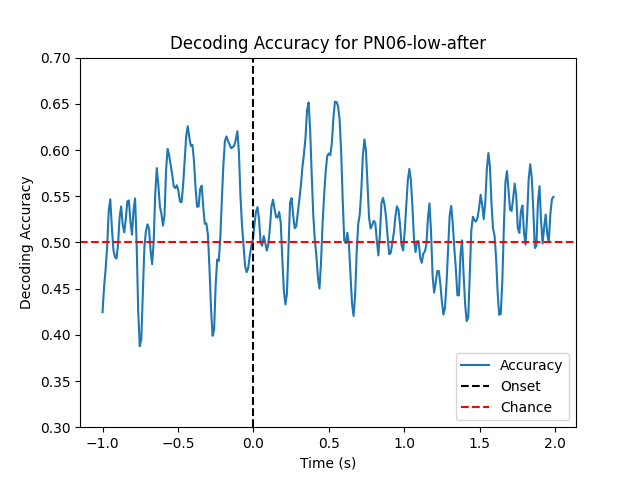 Decoding Accuracy for PN06-low-after
Decoding Accuracy
0.70
0.65
0.60
0.55
0.50
0.45
0.40
0.35
0.30
−1.0
−0.5
0.0
0.5
1.0
1.5
2.0
Time (s)
Accuracy
Onset
Chance